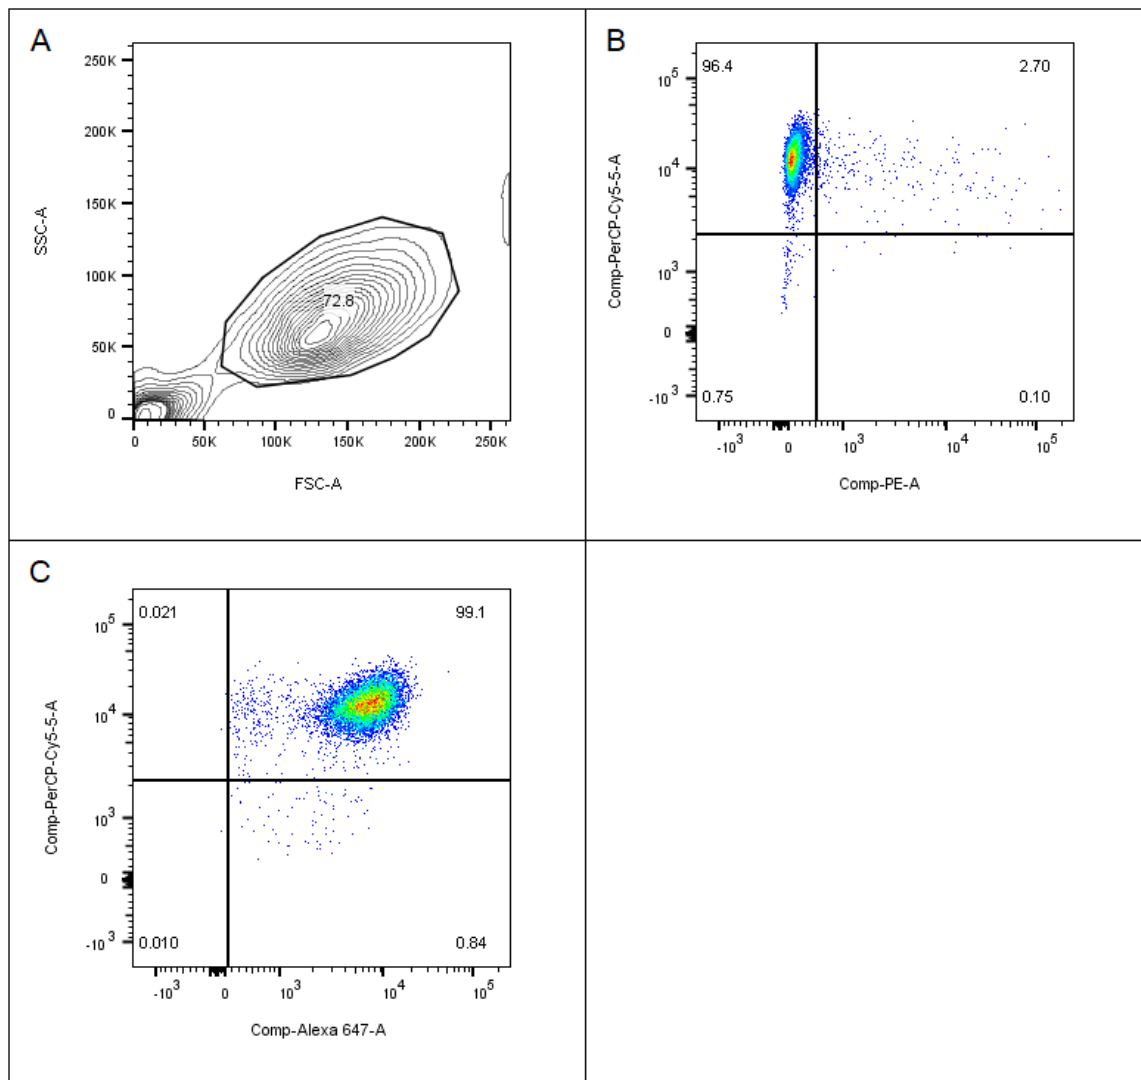 A
250K
200K
150K
100K
50K
0
SSC-A
72.8
0 50K 100K 150K 200K 250K
FSC-A
B
96.4 2.70
10^5
10^4
10^3
0
-10^3
Comp-PerCP-Cy5-5-A
0.75 0.10
-10^3 0 10^3 10^4 10^5
Comp-PE-A
C
0.021 99.1
10^5
10^4
10^3
0
-10^3
Comp-PerCP-Cy5-5-A
0.010 0.84
-10^3 0 10^3 10^4 10^5
Comp-Alexa 647-A